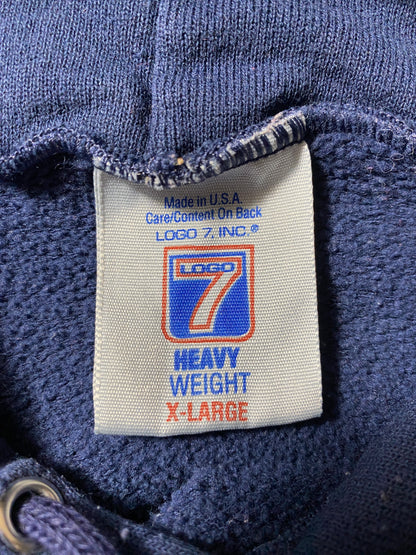 Made in U.S.A.
Care/Content On Back
LOGO 7, INC.®
LOGO
7
HEAVY
WEIGHT
X-LARGE